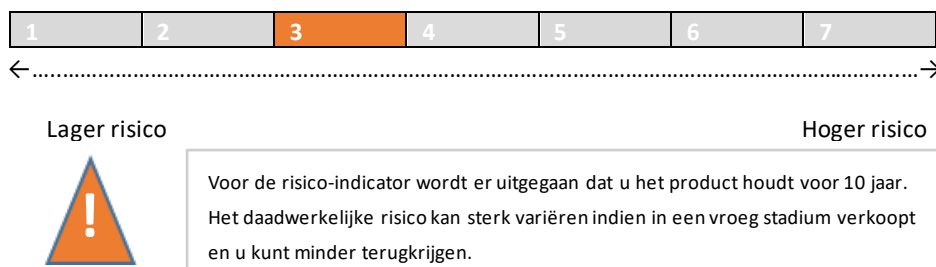 1 2 3 4 5 6 7
Lager risico Hoger risico
!
Voor de risico-indicator wordt er uitgegaan dat u het product houdt voor 10 jaar.
Het daadwerkelijke risico kan sterk variëren indien in een vroeg stadium verkoopt
en u kunt minder terugkrijgen.